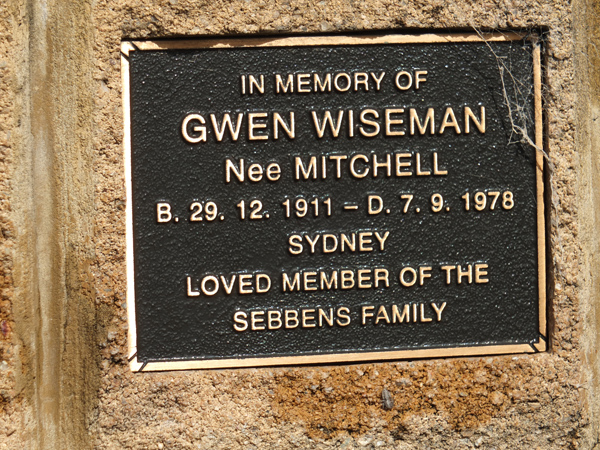 IN MEMORY OF
GWEN WISEMAN
Nee MITCHELL
B. 29. 12. 1911 – D. 7. 9. 1978
SYDNEY
LOVED MEMBER OF THE
SEBBENS FAMILY